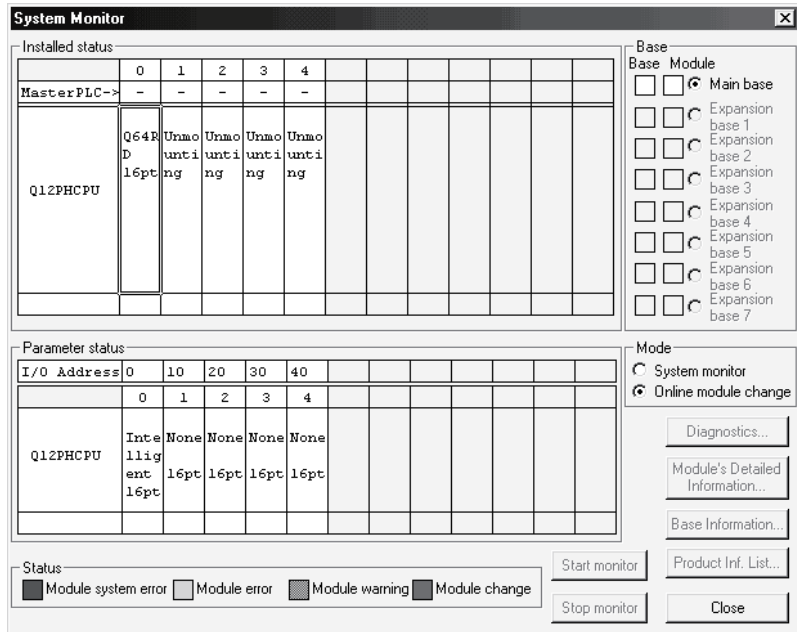 System Monitor
Installed status
0 1 2 3 4
MasterPLC-> - - - - -
Q12PHCPU
Q64R Unmo Unmo Unmo Unmo
D unti unti unti unti
16pt ng ng ng ng
Base
Base Module
Main base
Expansion
base 1
Expansion
base 2
Expansion
base 3
Expansion
base 4
Expansion
base 5
Expansion
base 6
Expansion
base 7
Parameter status
I/O Address 0 10 20 30 40
0 1 2 3 4
Q12PHCPU
Inte None None None None
llig
ent 16pt 16pt 16pt 16pt
16pt
Mode
System monitor
Online module change
Diagnostics...
Module's Detailed
Information...
Base Information...
Product Inf. List...
Close
Start monitor
Stop monitor
Status
Module system error Module error Module warning Module change